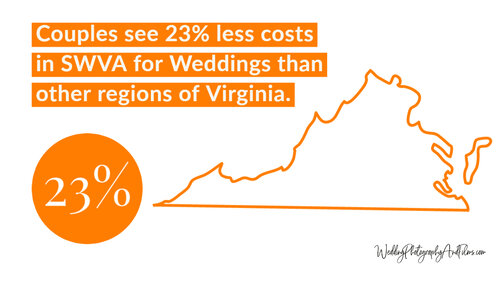 Couples see 23% less costs
in SWVA for Weddings than
other regions of Virginia.
23%
WeddingPhotographyAndFilms.com